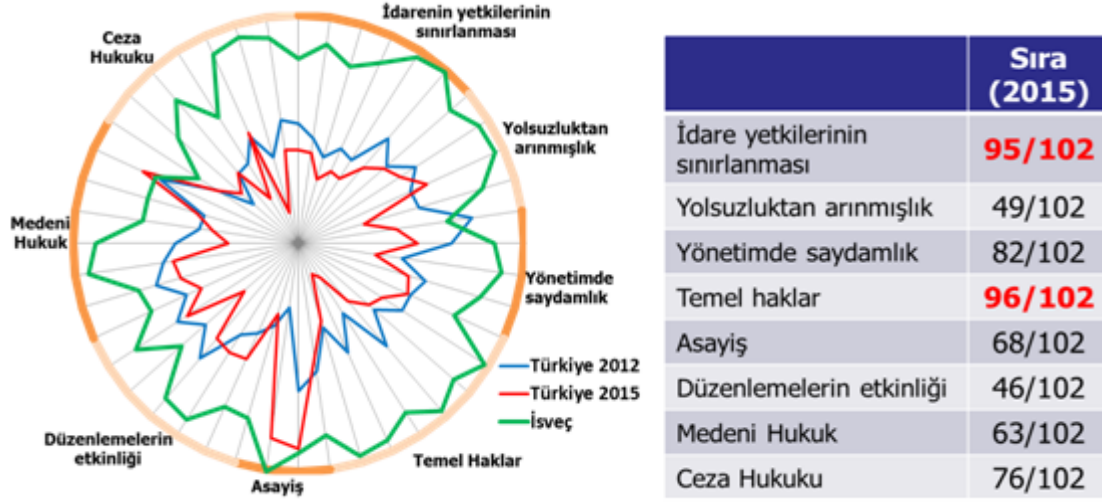 İdarenin yetkilerinin
sınırlanması
Ceza
Hukuku
Yolsuzluktan
arınmışlık
Medeni
Hukuk
Yönetimde
saydamlık
Türkiye 2012
Türkiye 2015
İsveç
Düzenlemelerin
etkinliği
Temel Haklar
Asayiş
Sıra
(2015)
İdare yetkilerinin
sınırlanması
95/102
Yolsuzluktan arınmışlık 49/102
Yönetimde saydamlık 82/102
Temel haklar 96/102
Asayiş 68/102
Düzenlemelerin etkinliği 46/102
Medeni Hukuk 63/102
Ceza Hukuku 76/102